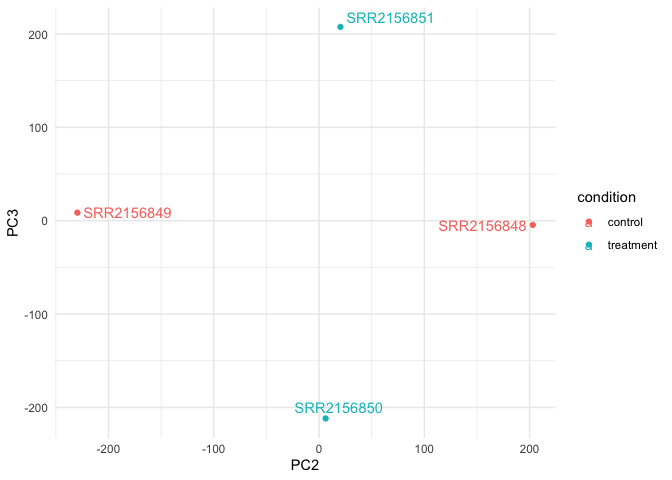 SRR2156851
200
100
SRR2156849
0
SRR2156848
-100
-200
SRR2156850
-200
-100
0
100
200
PC2
PC3
condition
a control
a treatment